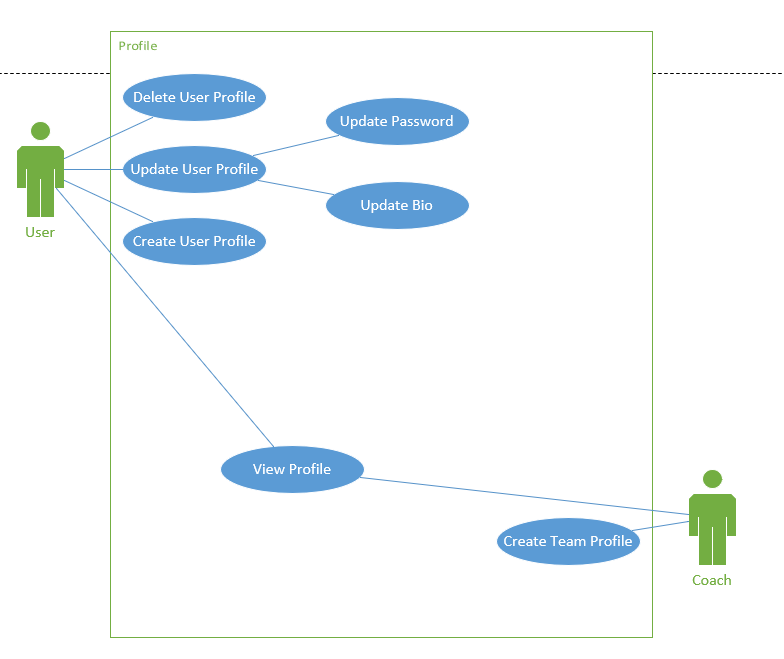 Profile
Delete User Profile
Update Password
Update User Profile
Update Bio
User
Create User Profile
View Profile
Create Team Profile
Coach